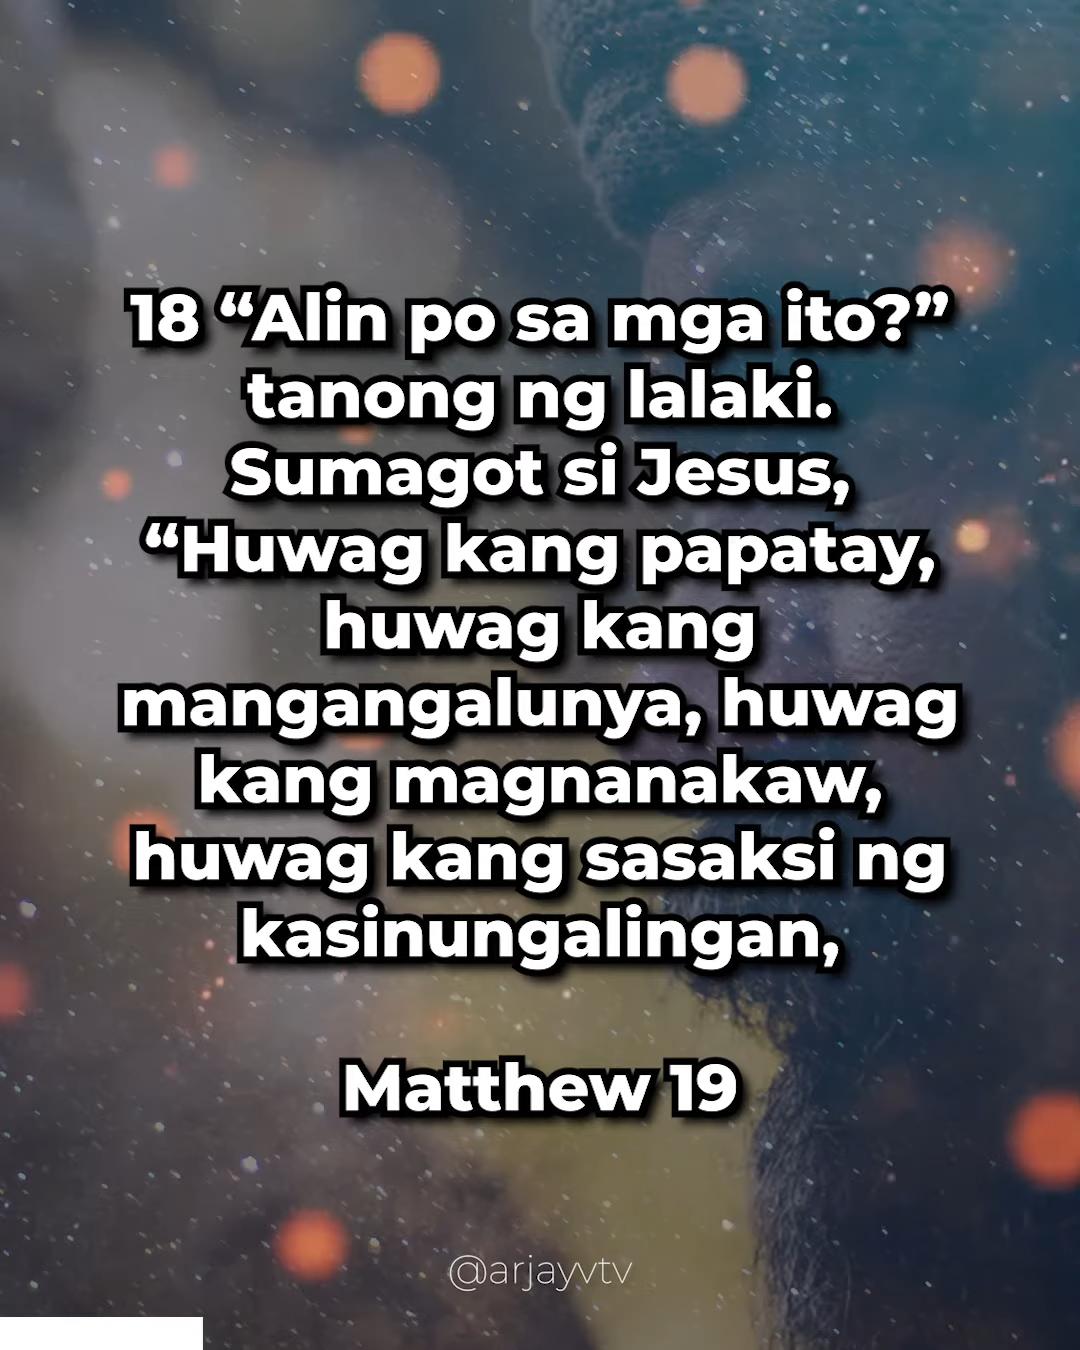 18 “Alin po sa mga ito?”
tanong ng lalaki.
Sumagot si Jesus,
“Huwag kang papatay,
huwag kang
mangangalunya, huwag
kang magnanakaw,
huwag kang sasaksi ng
kasinungalingan,
Matthew 19
@arjayvtv